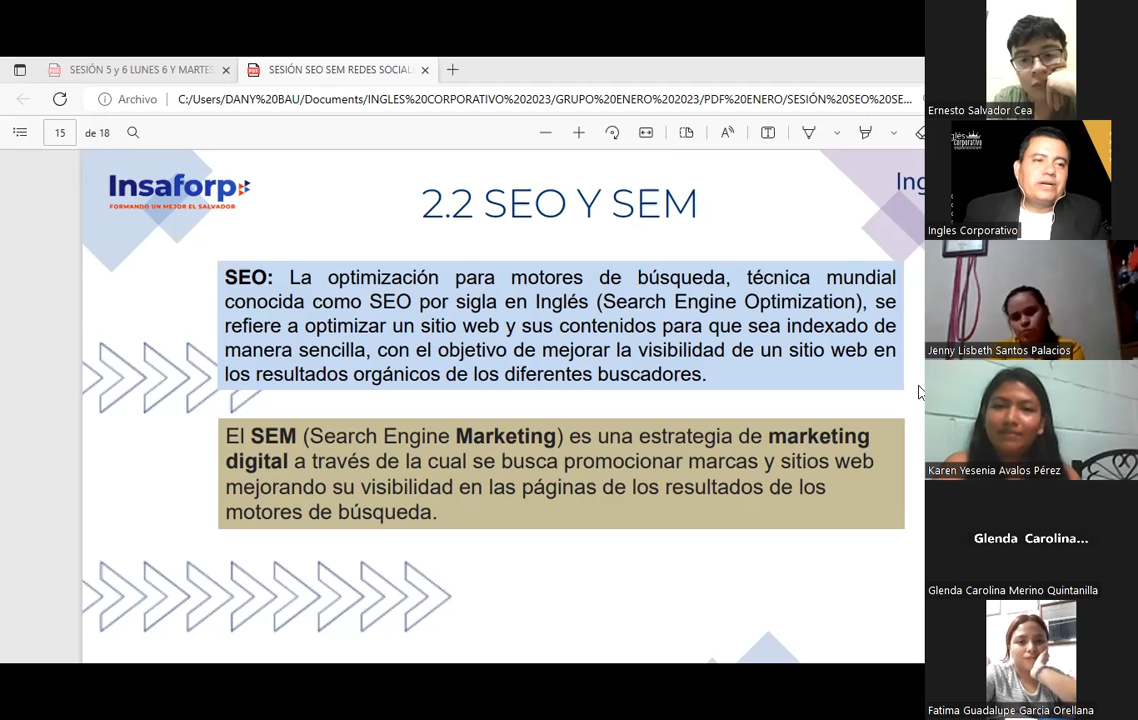 SESIÓN 5 y 6 LUNES 6 Y MARTES
SESIÓN SEO SEM REDES SOCIAL
Archivo C:/Users/DANY%20BAU/Documents/INGLES%20CORPORATIVO%202023/GRUPO%20ENERO%202023/PDF%20ENERO/SESIÓN%20SEO%20SE...
15 de 18
Insaforp
FORMANDO UN MEJOR EL SALVADOR
2.2 SEO Y SEM
Ing
SEO: La optimización para motores de búsqueda, técnica mundial
conocida como SEO por sigla en Inglés (Search Engine Optimization), se
refiere a optimizar un sitio web y sus contenidos para que sea indexado de
manera sencilla, con el objetivo de mejorar la visibilidad de un sitio web en
los resultados orgánicos de los diferentes buscadores.
El SEM (Search Engine Marketing) es una estrategia de marketing
digital a través de la cual se busca promocionar marcas y sitios web
mejorando su visibilidad en las páginas de los resultados de los
motores de búsqueda.
Ernesto Salvador Cea
glés
corporativo
Ingles Corporativo
Jenny Lisbeth Santos Palacios
Karen Yesenia Avalos Pérez
Glenda Carolina...
Glenda Carolina Merino Quintanilla
Fatima Guadalupe Garcia Orellana